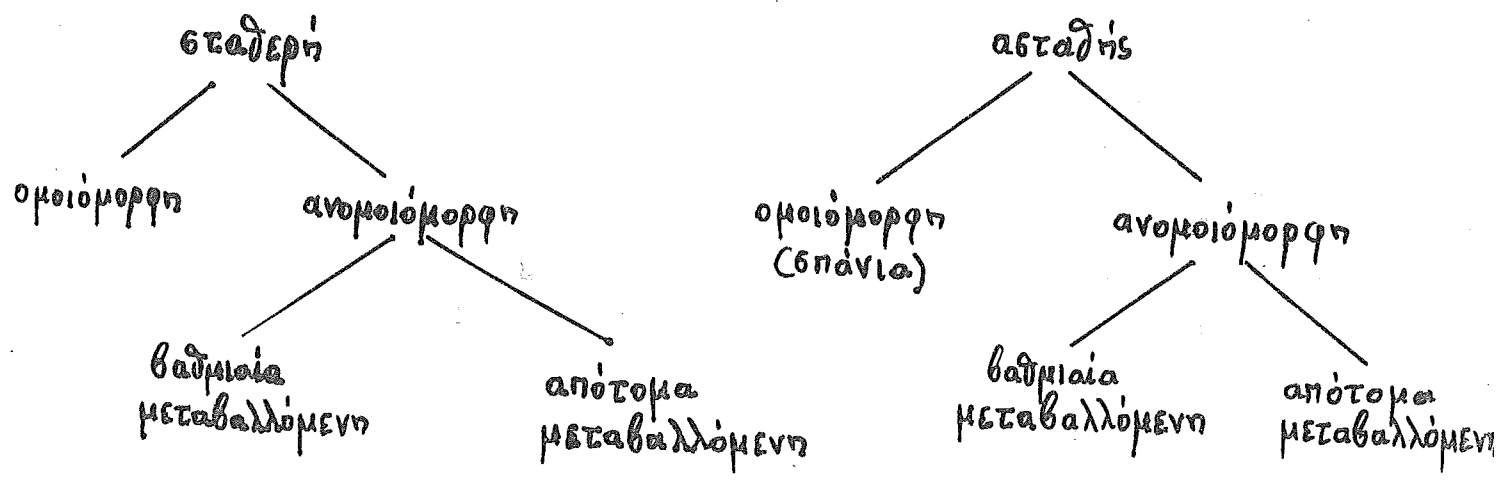 σταθερή
ασταθής
ομοιόμορφη
ανομοιόμορφη
ομοιόμορφη
(σπάνια)
ανομοιόμορφη
βαθμιαία
μεταβαλλόμενη
απότομα
μεταβαλλόμενη
βαθμιαία
μεταβαλλόμενη
απότομα
μεταβαλλόμενη